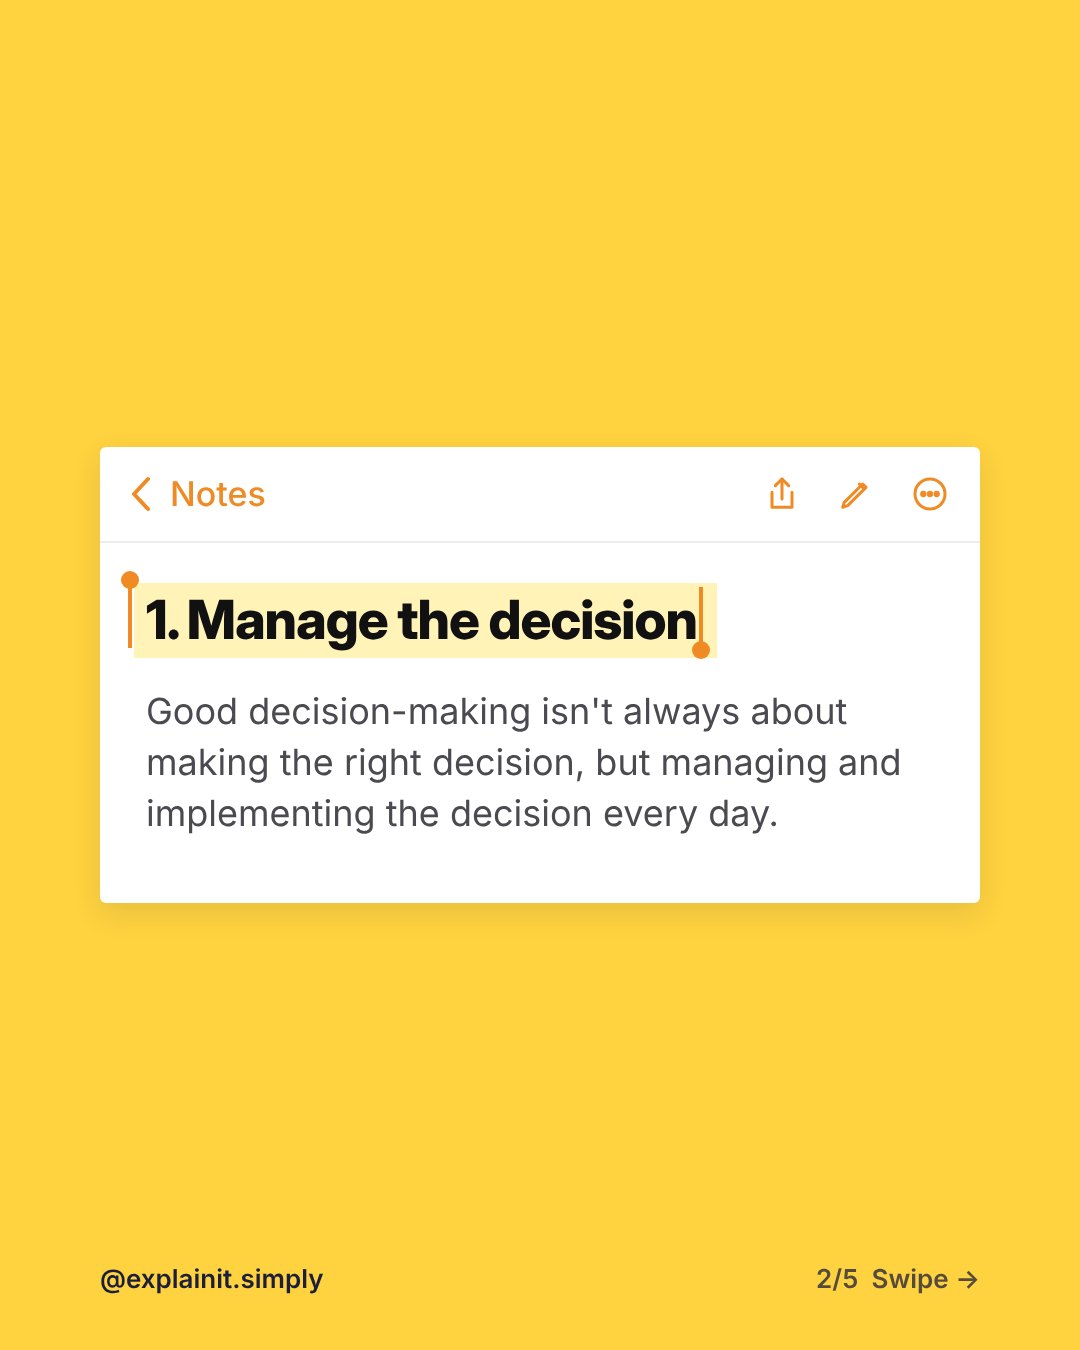 Notes
1. Manage the decision
Good decision-making isn't always about
making the right decision, but managing and
implementing the decision every day.
@explainit.simply
2/5 Swipe →